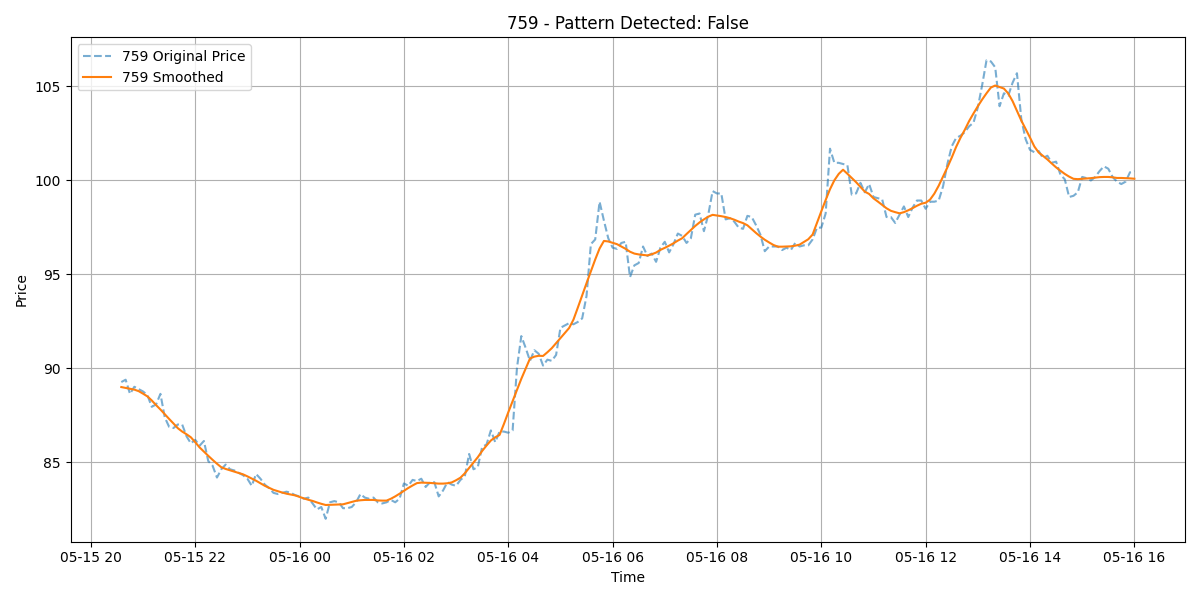 759 - Pattern Detected: False
759 Original Price
759 Smoothed
Price
105
100
95
90
85
05-15 20 05-15 22 05-16 00 05-16 02 05-16 04 05-16 06 05-16 08 05-16 10 05-16 12 05-16 14 05-16 16
Time